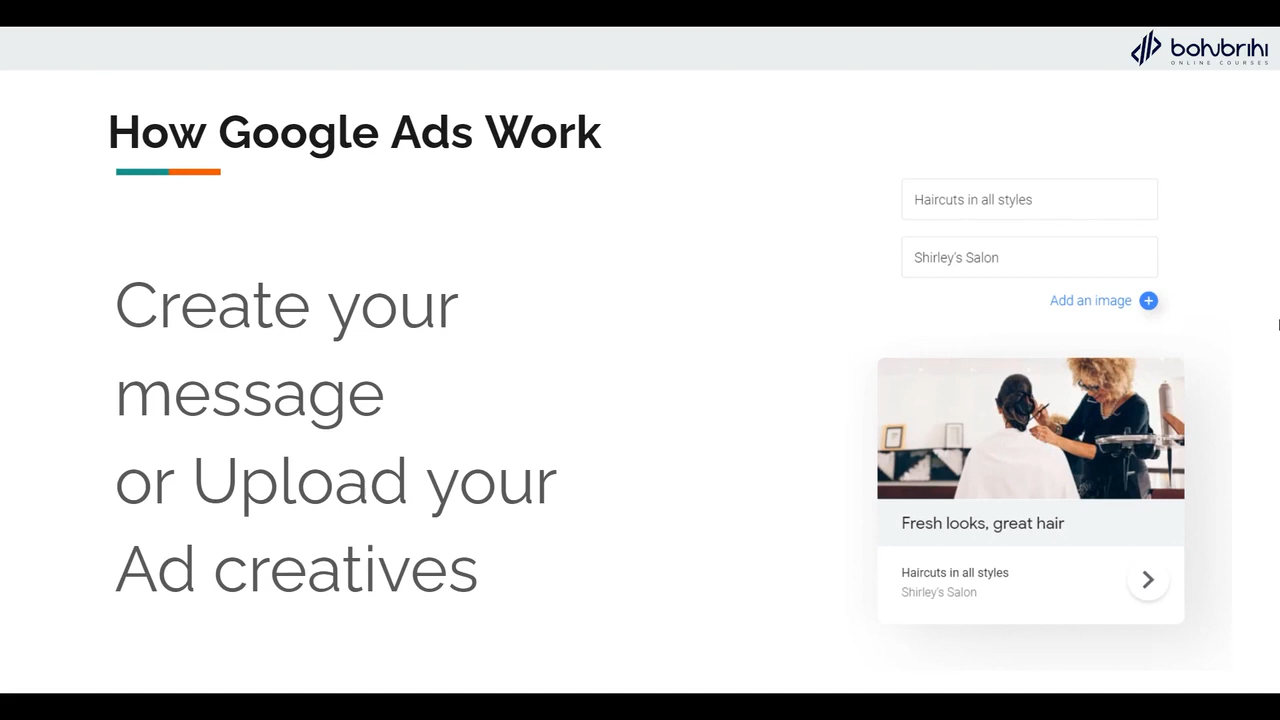 bohubrihi
ONLINE COURSES
How Google Ads Work
Create your
message
or Upload your
Ad creatives
Haircuts in all styles
Shirley's Salon
Add an image
Fresh looks, great hair
Haircuts in all styles
Shirley's Salon